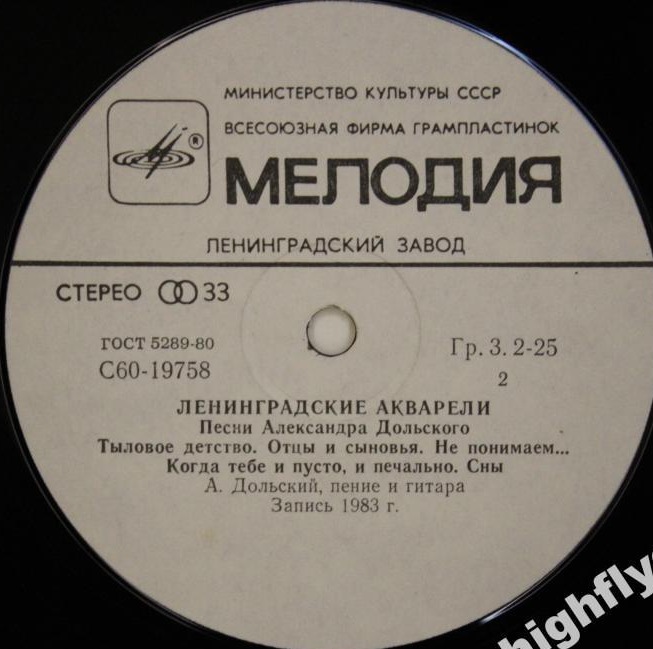 МИНИСТЕРСТВО КУЛЬТУРЫ СССР
ВСЕСОЮЗНАЯ ФИРМА ГРАМПЛАСТИНОК
®
МЕЛОДИЯ
ЛЕНИНГРАДСКИЙ ЗАВОД
СТЕРЕО 33
ГОСТ 5289-80
Гр. 3. 2-25
С60-19758
2
ЛЕНИНГРАДСКИЕ АКВАРЕЛИ
Песни Александра Дольского
Тыловое детство. Отцы и сыновья. Не понимаем...
Когда тебе и пусто, и печально. Сны
А. Дольский, пение и гитара
Запись 1983 г.
highfly